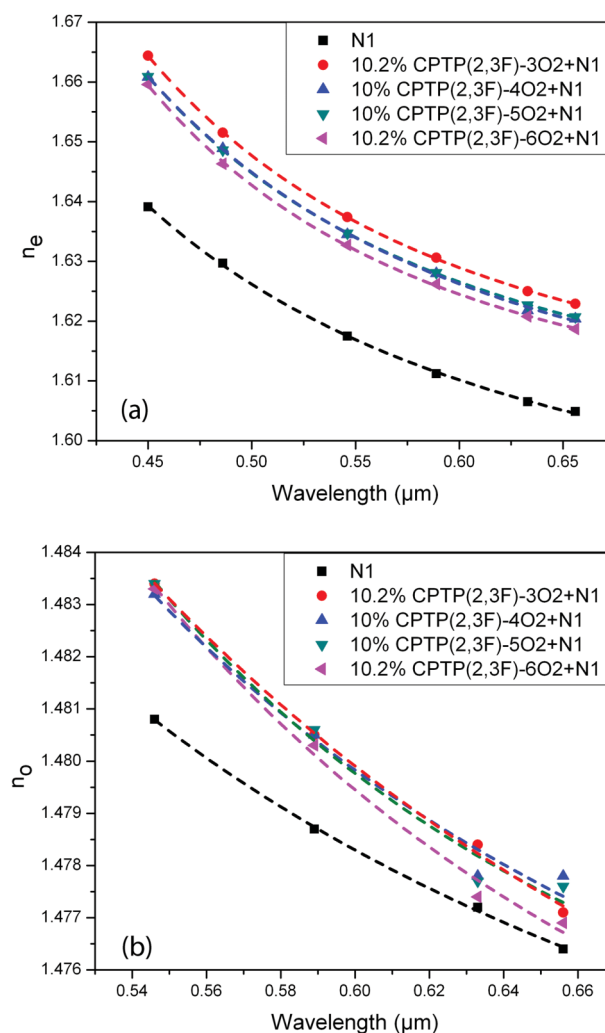 1.67
1.66
1.65
1.64
1.63
1.62
1.61
1.60
n_e
N1
10.2% CPTP(2,3F)-3O2+N1
10% CPTP(2,3F)-4O2+N1
10% CPTP(2,3F)-5O2+N1
10.2% CPTP(2,3F)-6O2+N1
(a)
0.45 0.50 0.55 0.60 0.65
Wavelength (μm)
1.484
1.483
1.482
1.481
1.480
1.479
1.478
1.477
1.476
n_o
N1
10.2% CPTP(2,3F)-3O2+N1
10% CPTP(2,3F)-4O2+N1
10% CPTP(2,3F)-5O2+N1
10.2% CPTP(2,3F)-6O2+N1
(b)
0.54 0.56 0.58 0.60 0.62 0.64 0.66
Wavelength (μm)